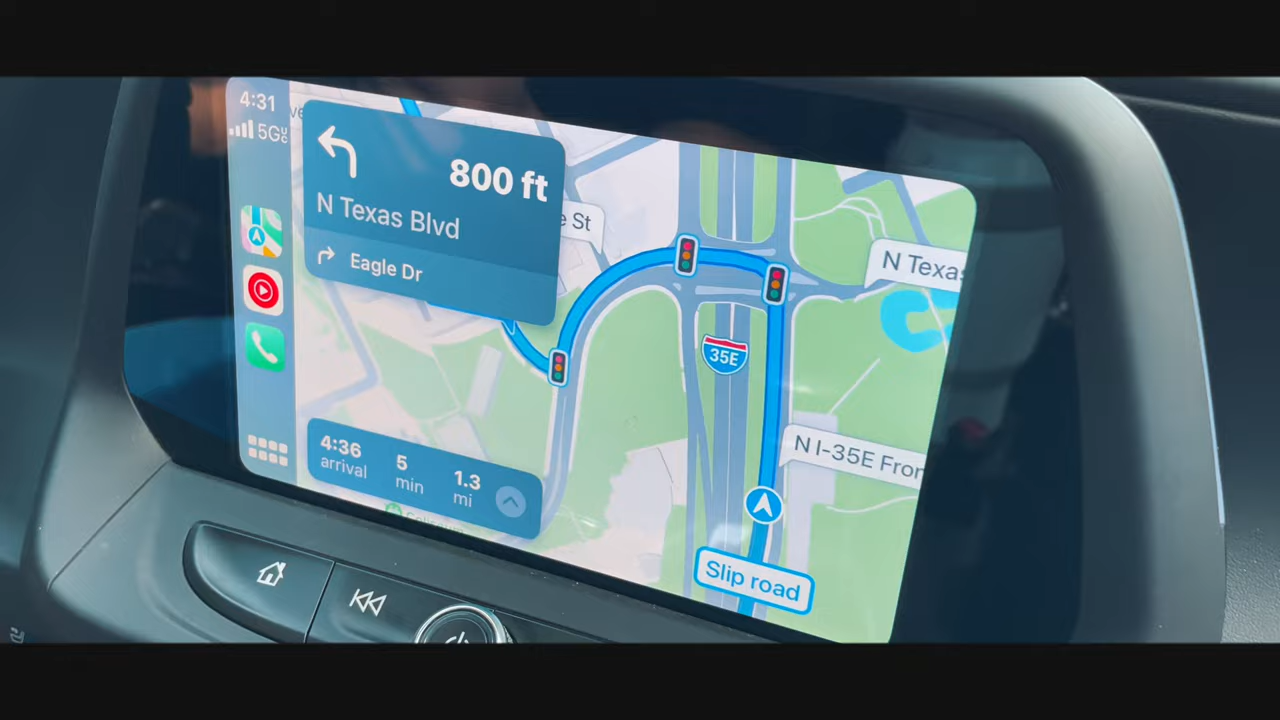 4:31
5G
800 ft
N Texas Blvd
Eagle Dr
e St
N Texas
35E
N I-35E Fron
4:36
arrival
5
min
1.3
mi
Slip road